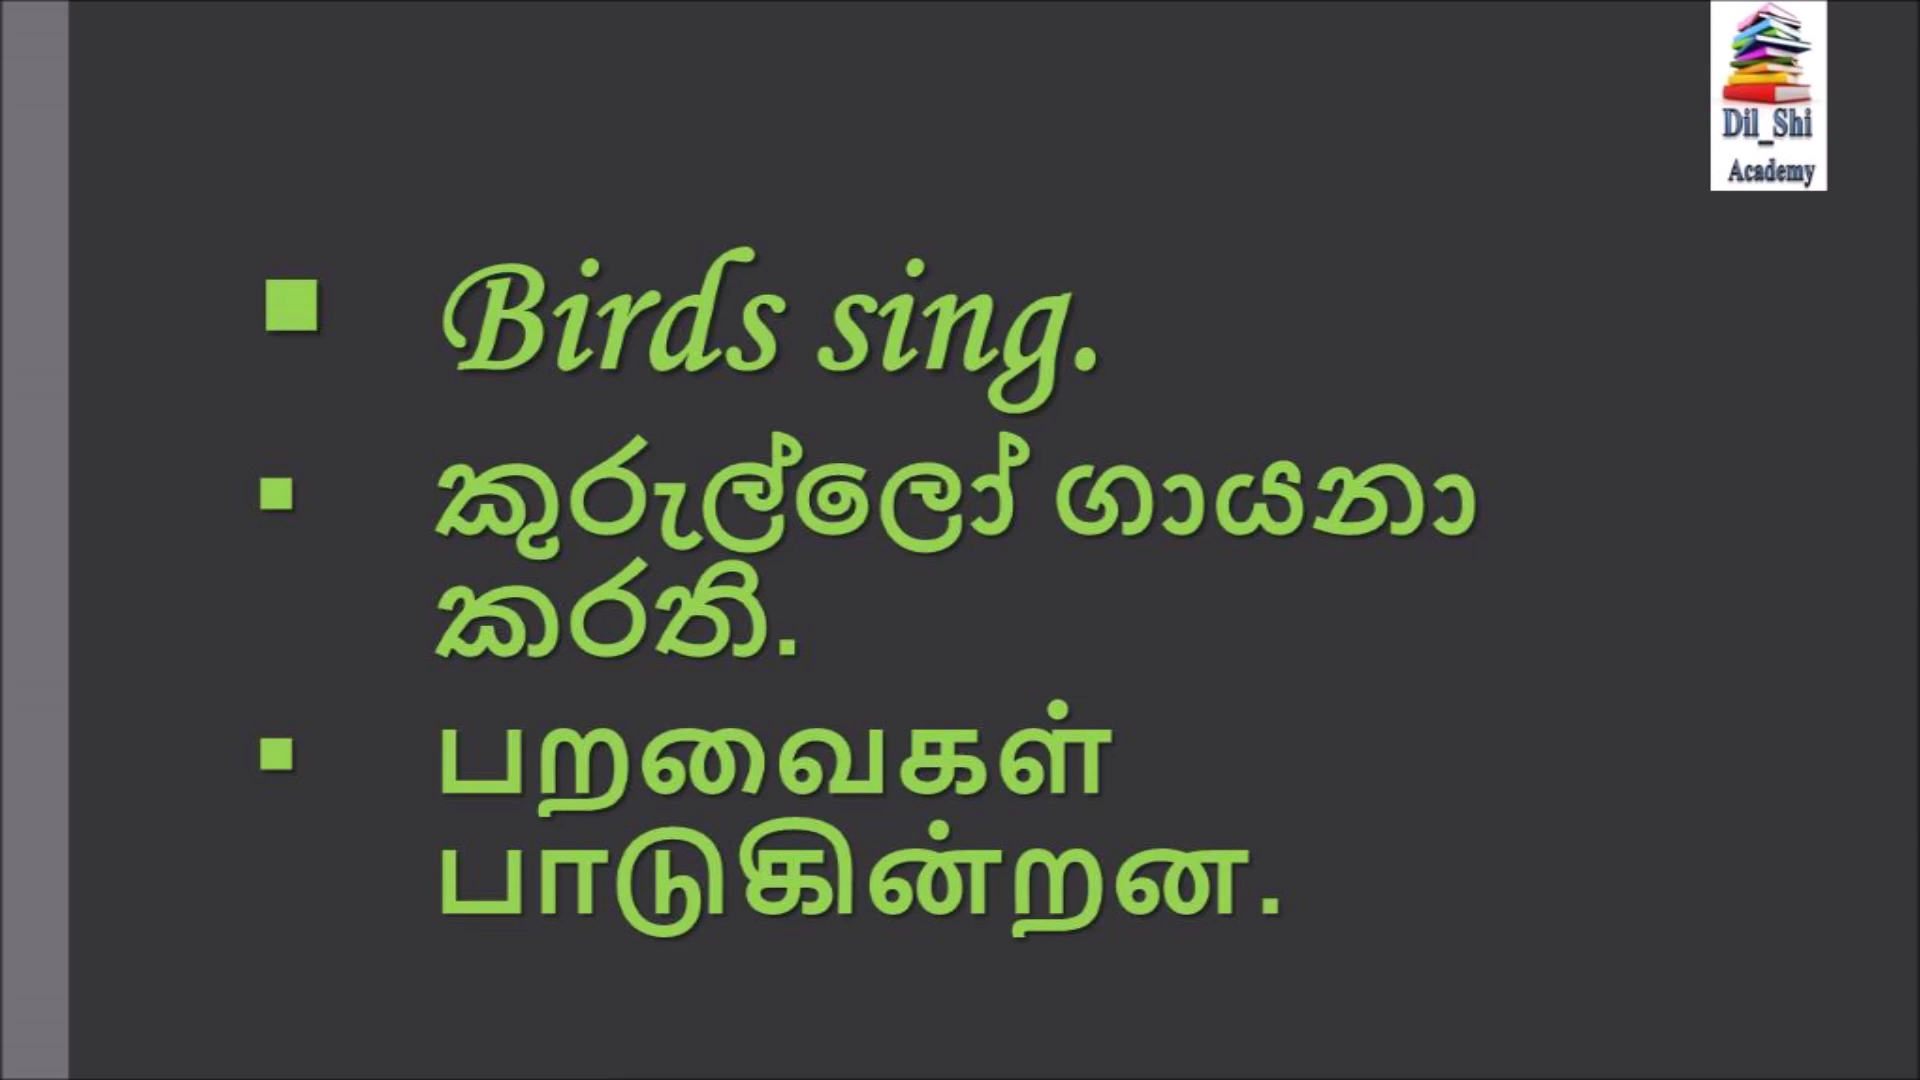 Dil_Shi
Academy
Birds sing.
කුරුල්ලෝ ගායනා
කරති.
பறவைகள்
பாடுகின்றன.